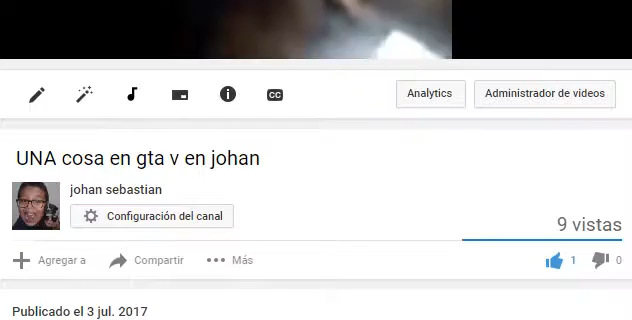 CC
Analytics
Administrador de videos
UNA cosa en gta v en johan
johan sebastian
Configuración del canal
9 vistas
Agregar a
Compartir
Más
1
0
Publicado el 3 jul. 2017